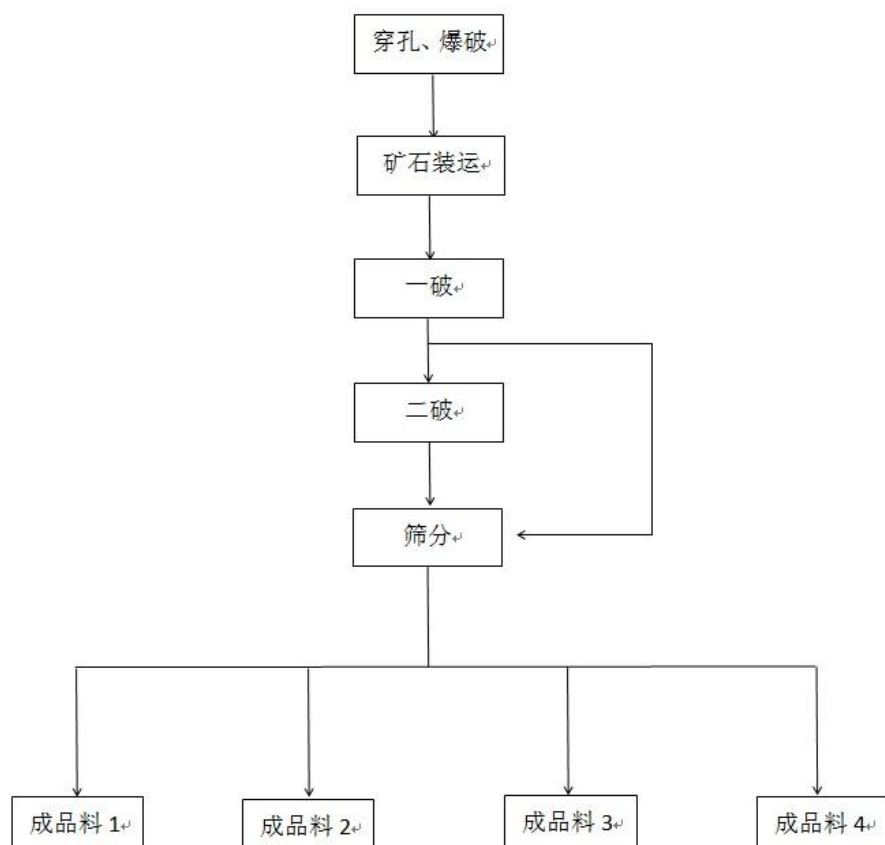 穿孔、爆破
矿石装运
一破
二破
筛分
成品料 1
成品料 2
成品料 3
成品料 4